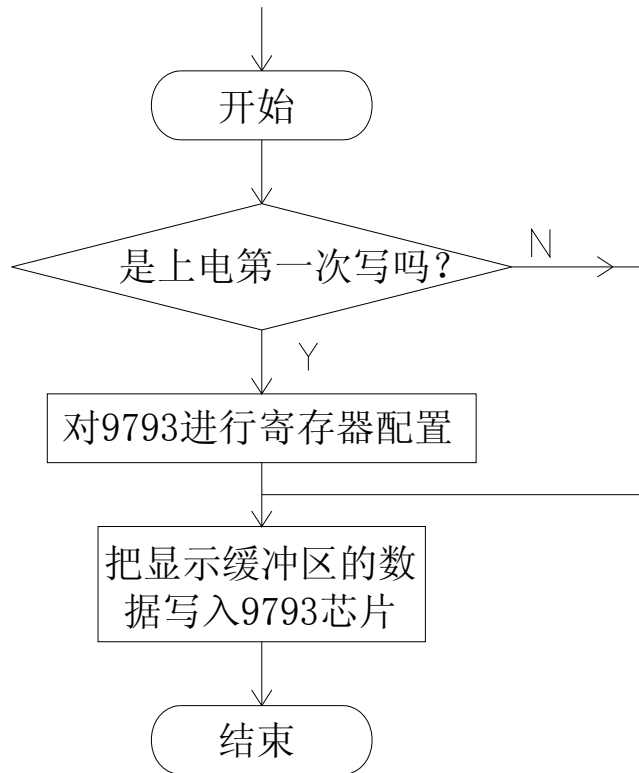 开始
是上电第一次写吗?
N
Y
对9793进行寄存器配置
把显示缓冲区的数
据写入9793芯片
结束